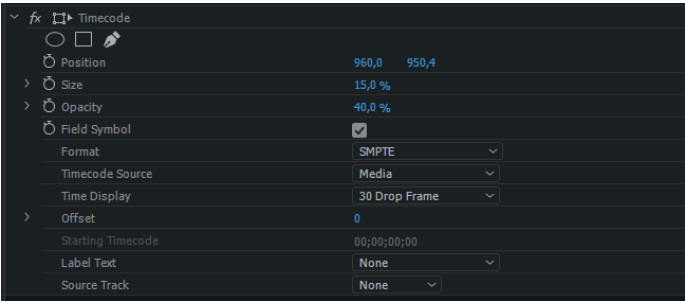 fx Timecode
Position 960,0 950,4
Size 15,0 %
Opacity 40,0 %
Field Symbol
Format SMPTE
Timecode Source Media
Time Display 30 Drop Frame
Offset 0
Starting Timecode 00;00;00;00
Label Text None
Source Track None